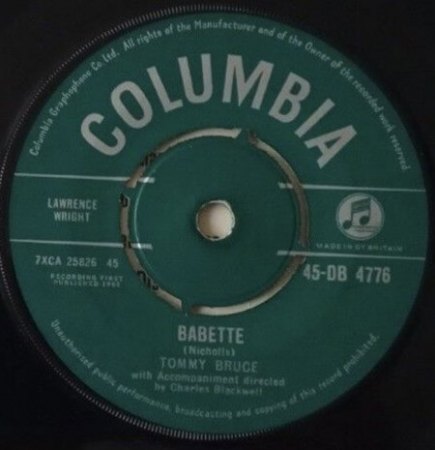 Columbia Graphophone Co. Ltd. All rights of the Manufacturer and of the Owner of the recorded work reserved.
COLUMBIA
LAWRENCE
WRIGHT
MADE IN GT BRITAIN
7XCA 25826 45
45-DB 4776
RECORDING FIRST
PUBLISHED
BABETTE
(Nicholls)
TOMMY BRUCE
with Accompaniment directed
by Charles Blackwell
Unauthorised public performance, broadcasting and copying of this record prohibited.